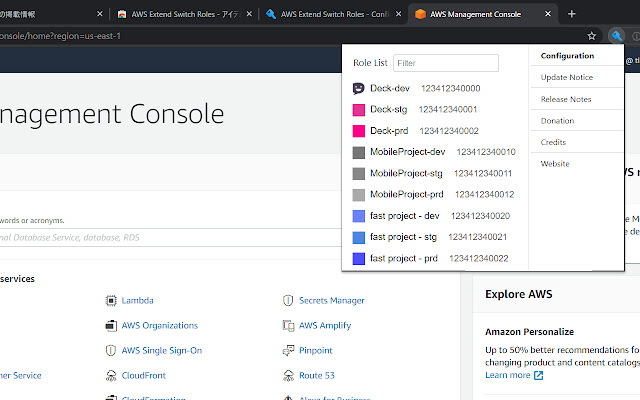 の掲載情報
AWS Extend Switch Roles - アイテ
AWS Extend Switch Roles - Confi
AWS Management Console
console/home?region=us-east-1
nagement Console
words or acronyms.
nal Database Service, database, RDS
services
Lambda
Secrets Manager
AWS Organizations
AWS Amplify
AWS Single Sign-On
Pinpoint
ner Service
CloudFront
Route 53
CloudFormation
Alexa for Business
Role List
Filter
Deck-dev 123412340000
Deck-stg 123412340001
Deck-prd 123412340002
MobileProject-dev 123412340010
MobileProject-stg 123412340011
MobileProject-prd 123412340012
fast project - dev 123412340020
fast project - stg 123412340021
fast project - prd 123412340022
Configuration
Update Notice
Release Notes
Donation
Credits
Website
Explore AWS
Amazon Personalize
Up to 50% better recommendations fo
changing product and content catalogs
Learn more